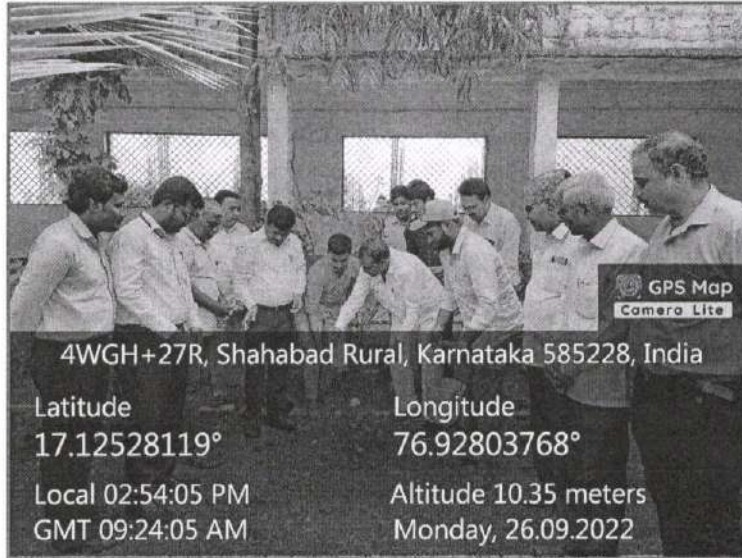 GPS Map
Camera Lite
4WGH+27R, Shahabad Rural, Karnataka 585228, India
Latitude
17.12528119°
Longitude
76.92803768°
Local 02:54:05 PM
GMT 09:24:05 AM
Altitude 10.35 meters
Monday, 26.09.2022